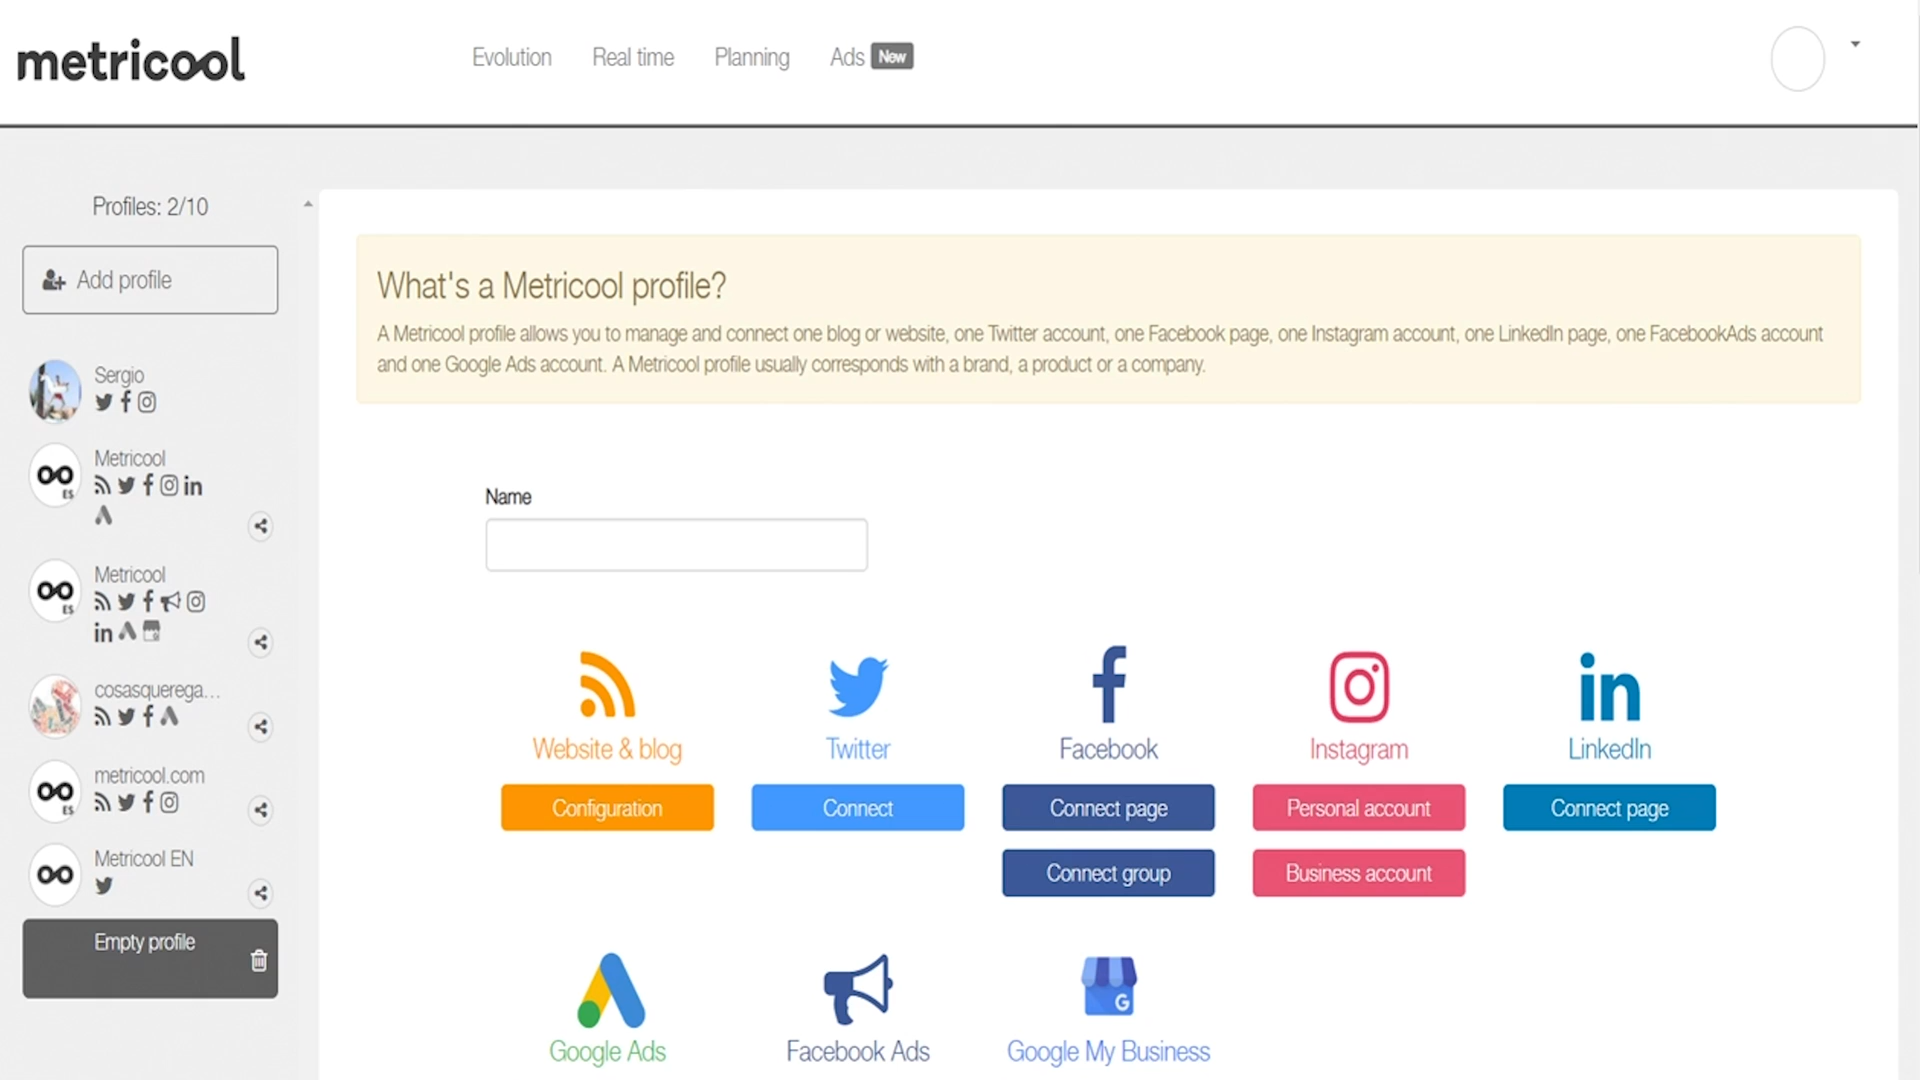 metricool
Evolution
Real time
Planning
Ads New
Profiles: 2/10
Add profile
Sergio
Metricool
ES
Metricool
ES
cosasquerega...
metricool.com
ES
Metricool EN
Empty profile
What's a Metricool profile?
A Metricool profile allows you to manage and connect one blog or website, one Twitter account, one Facebook page, one Instagram account, one LinkedIn page, one FacebookAds account
and one Google Ads account. A Metricool profile usually corresponds with a brand, a product or a company.
Name
Website & blog
Twitter
Facebook
Instagram
LinkedIn
Configuration
Connect
Connect page
Personal account
Connect page
Connect group
Business account
Google Ads
Facebook Ads
Google My Business